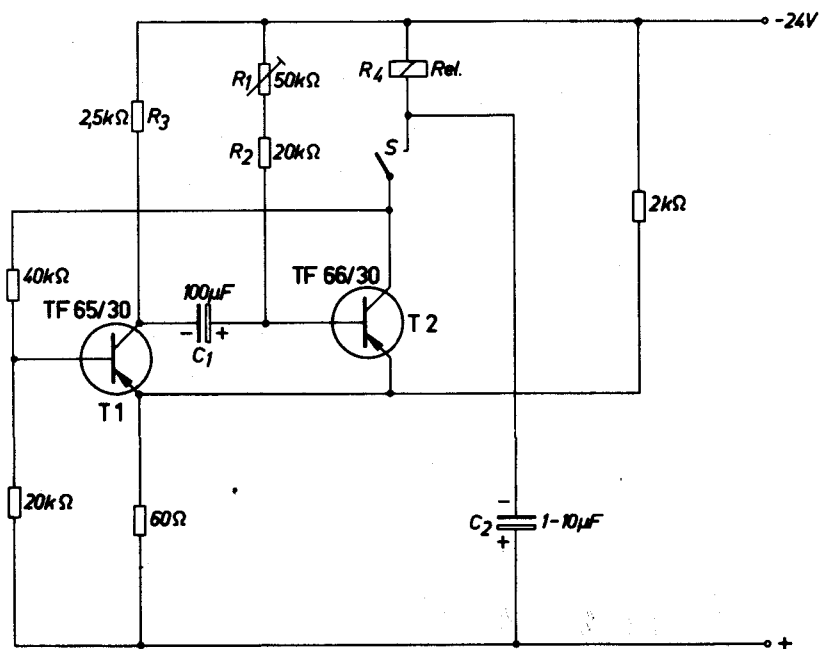 -24V
R1 50kΩ
R4 Rel.
2,5kΩ R3
R2 20kΩ
S
2kΩ
40kΩ
TF 65/30
100μF
TF 66/30
- +
C1
T2
T1
20kΩ
60Ω
-
C2 1-10μF
+
+